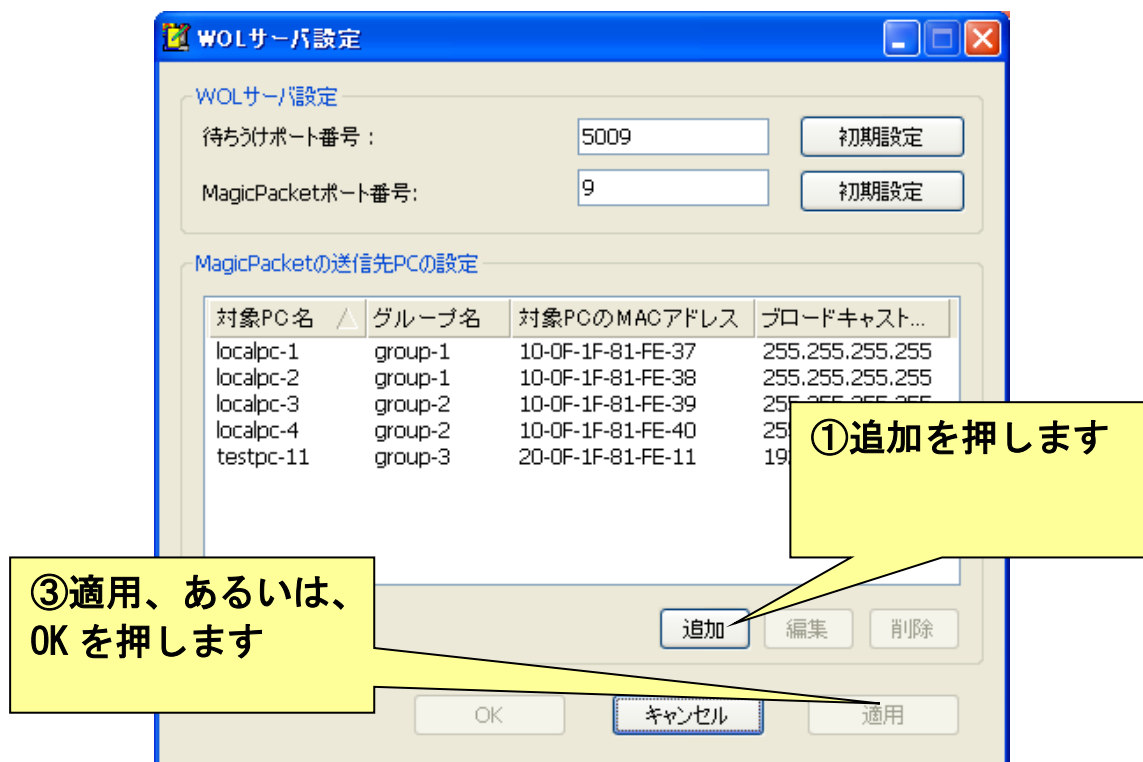 WOLサーバ設定
WOLサーバ設定
待ちうけポート番号：
5009
初期設定
MagicPacketポート番号:
9
初期設定
MagicPacketの送信先PCの設定
対象PC名 グループ名 対象PCのMACアドレス ブロードキャスト...
localpc-1 group-1 10-0F-1F-81-FE-37 255.255.255.255
localpc-2 group-1 10-0F-1F-81-FE-38 255.255.255.255
localpc-3 group-2 10-0F-1F-81-FE-39
localpc-4 group-2 10-0F-1F-81-FE-40
testpc-11 group-3 20-0F-1F-81-FE-11
①追加を押します
③適用、あるいは、
OKを押します
追加 編集 削除
OK キャンセル 適用